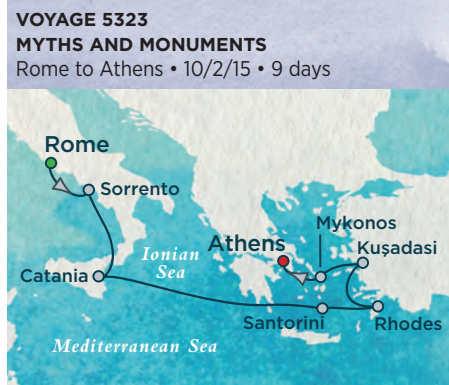 VOYAGE 5323
MYTHS AND MONUMENTS
Rome to Athens • 10/2/15 • 9 days
Rome
Sorrento
Mykonos
Athens
Kuşadasi
Ionian
Sea
Catania
Santorini
Rhodes
Mediterranean Sea